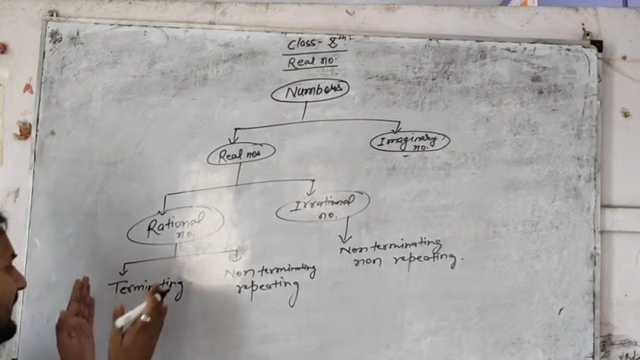 Class- 8th
Real no.
Numbers
Real nos
Imaginary
no.
Rational
no.
Irrational
no.
Terminating
Non terminating
repeating
Non terminating
non repeating.